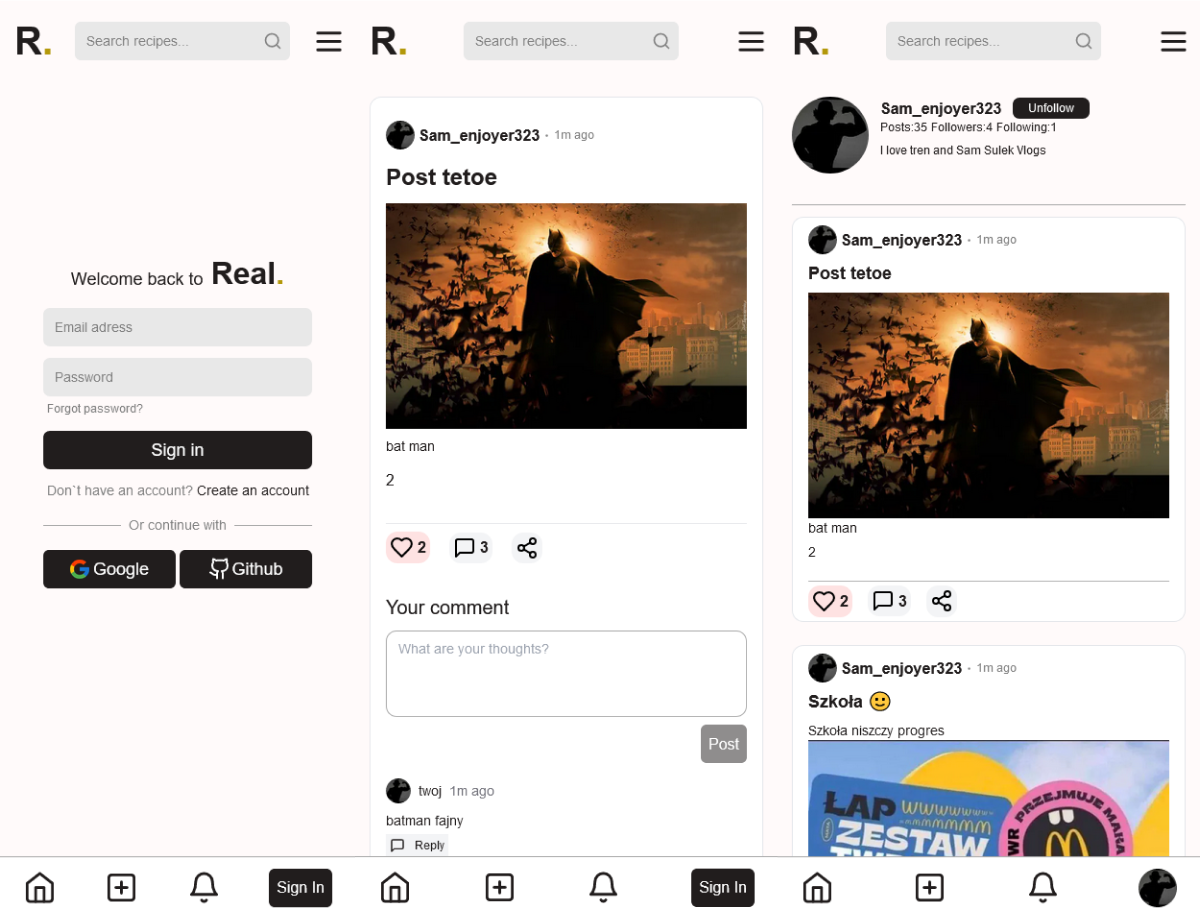 R.
Search recipes...
Welcome back to Real.
Email adress
Password
Forgot password?
Sign in
Don`t have an account? Create an account
Or continue with
Google
Github
Sign In
R.
Search recipes...
Sam_enjoyer323 · 1m ago
Post tetoe
bat man
2
2
3
Your comment
What are your thoughts?
Post
twoj 1m ago
batman fajny
Reply
Sign In
R.
Search recipes...
Sam_enjoyer323 Unfollow
Posts:35 Followers:4 Following:1
I love tren and Sam Sulek Vlogs
Sam_enjoyer323 · 1m ago
Post tetoe
bat man
2
2
3
Sam_enjoyer323 · 1m ago
Szkoła 🙂
Szkoła niszczy progres
ŁAP
ZESTAW
PRZEJMUJE MAKA